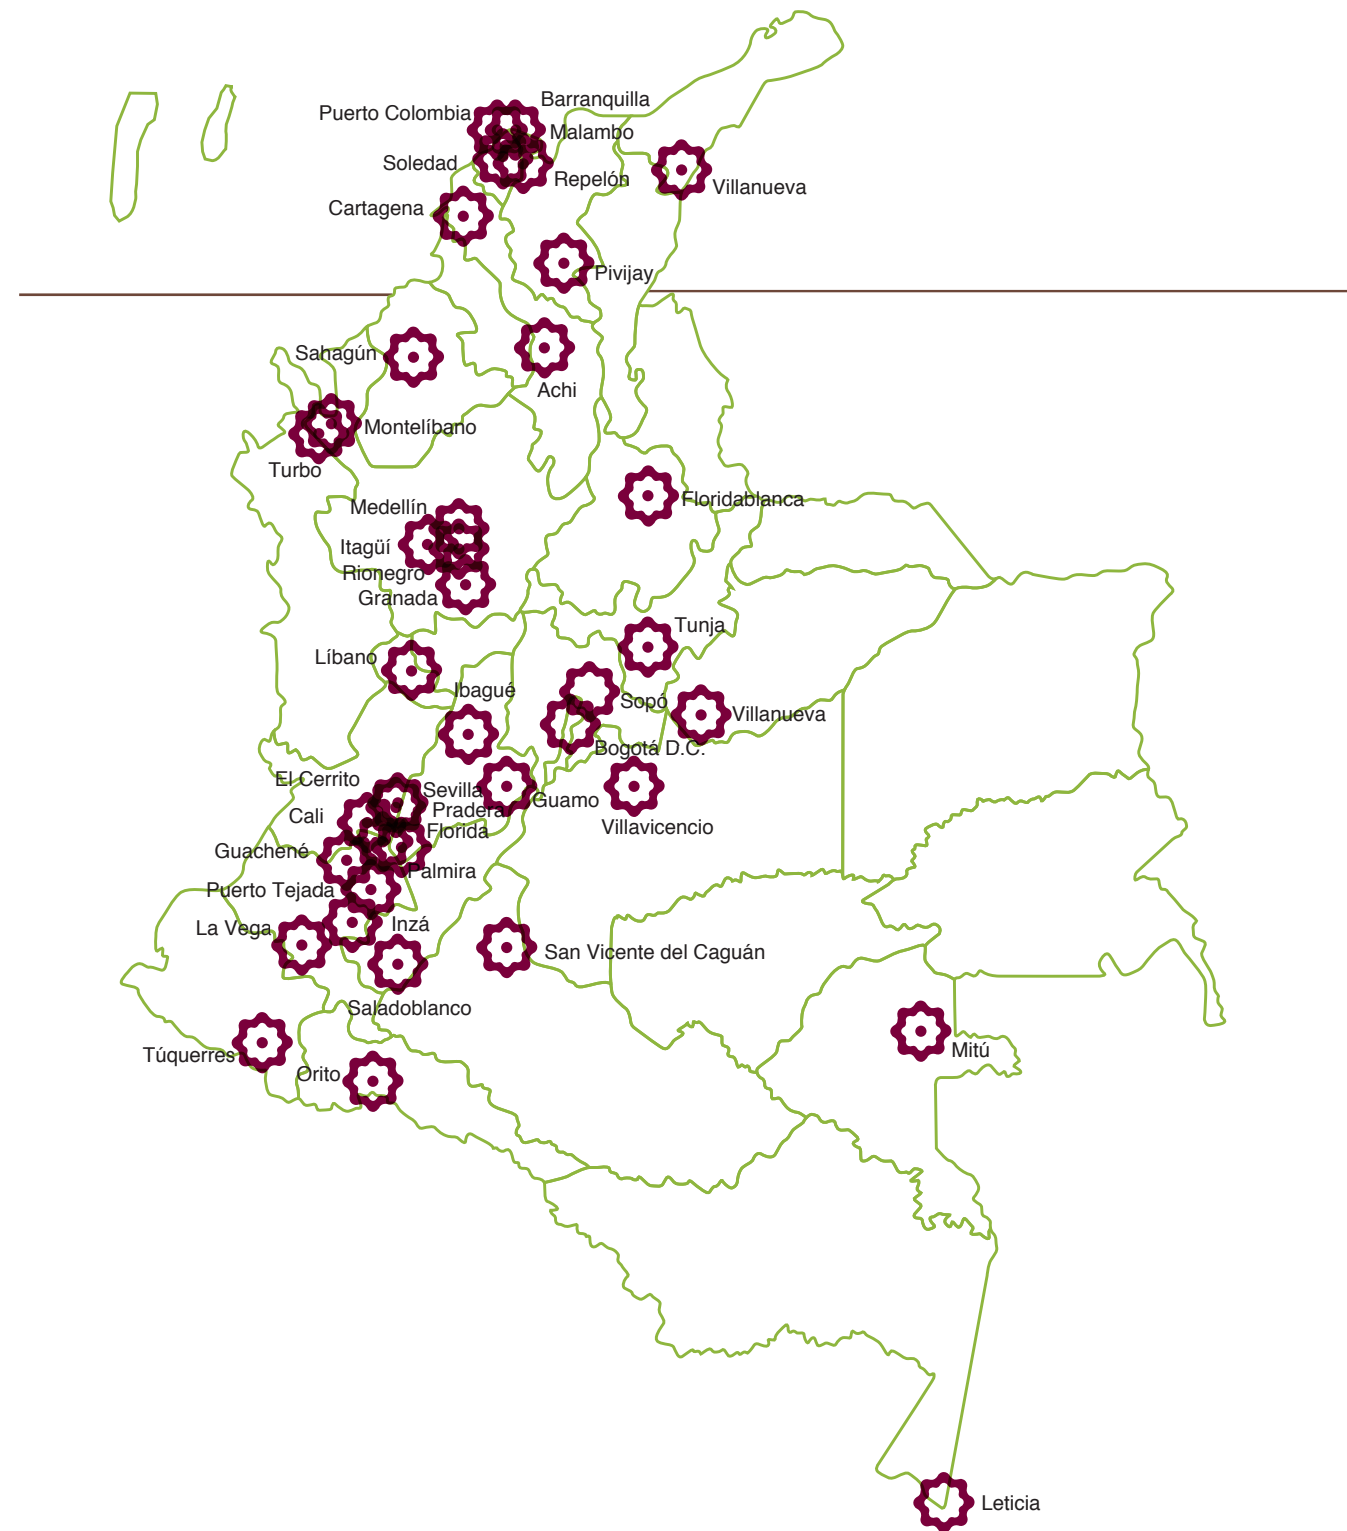 Barranquilla
Puerto Colombia
Malambo
Soledad
Repelón
Villanueva
Cartagena
Pivijay
Sahagún
Achi
Montelíbano
Turbo
Floridablanca
Medellín
Itagüí
Rionegro
Granada
Tunja
Líbano
Ibagué
Sopó
Villanueva
Bogotá D.C.
El Cerrito
Sevilla
Guamo
Pradera
Cali
Villavicencio
Florida
Guachené
Palmira
Puerto Tejada
La Vega
Inzá
San Vicente del Caguán
Saladoblanco
Túquerres
Mitú
Orito
Leticia